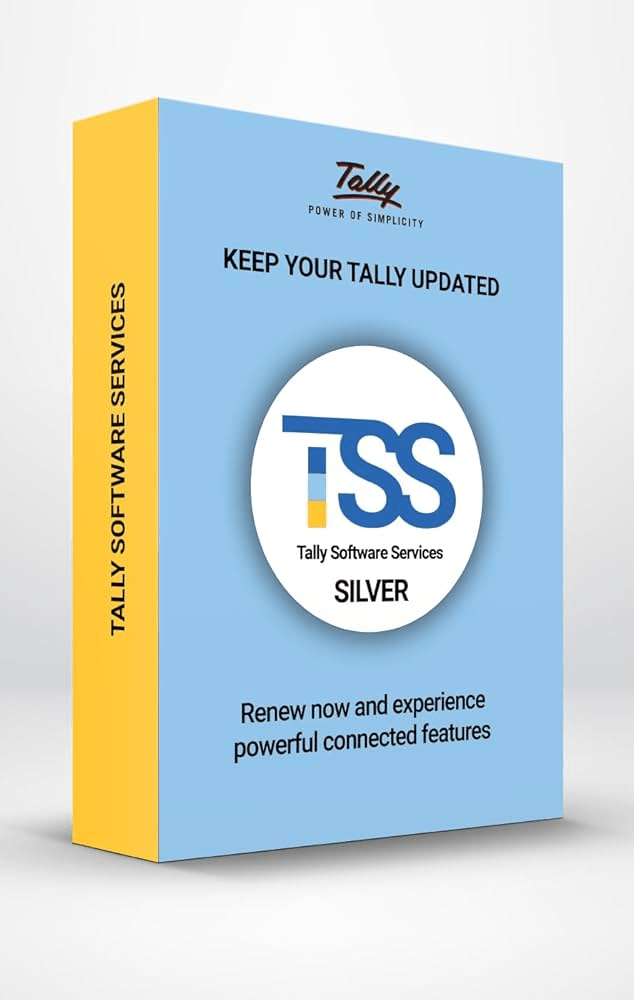 TALLY SOFTWARE SERVICES
Tally
POWER OF SIMPLICITY
KEEP YOUR TALLY UPDATED
TSS
Tally Software Services
SILVER
Renew now and experience
powerful connected features